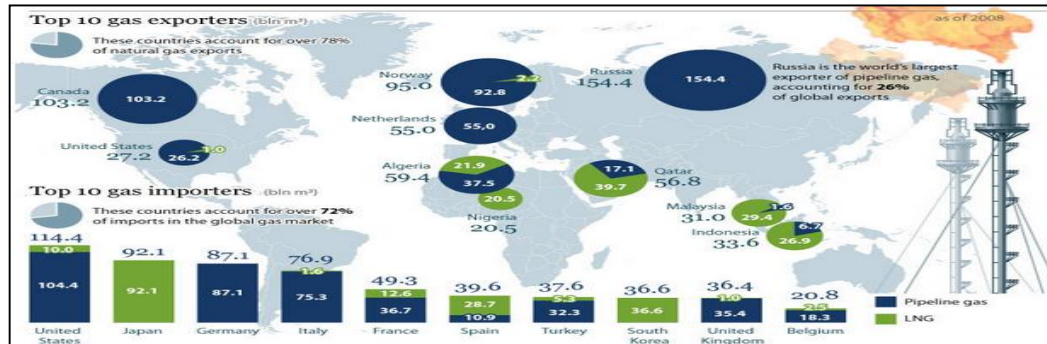 Top 10 gas exporters (bln m³)
as of 2008
These countries account for over 78%
of natural gas exports
Canada
103.2
103.2
United States
27.2
26.2
1.0
Norway
95.0
92.8
2.2
Netherlands
55.0
55,0
Algeria
59.4
21.9
37.5
Nigeria
20.5
20.5
Russia
154.4
154.4
Russia is the world's largest
exporter of pipeline gas,
accounting for 26%
of global exports
Qatar
56.8
17.1
39.7
Malaysia
31.0
1.6
29.4
Indonesia
33.6
6.7
26.9
Top 10 gas importers (bln m³)
These countries account for over 72%
of imports in the global gas market
114.4
10.0
104.4
United
States
92.1
92.1
Japan
87.1
87.1
Germany
76.9
1.6
75.3
Italy
49.3
12.6
36.7
France
39.6
28.7
10.9
Spain
37.6
5.3
32.3
Turkey
36.6
36.6
South
Korea
36.4
1.0
35.4
United
Kingdom
20.8
18.3
Belgium
Pipeline gas
LNG